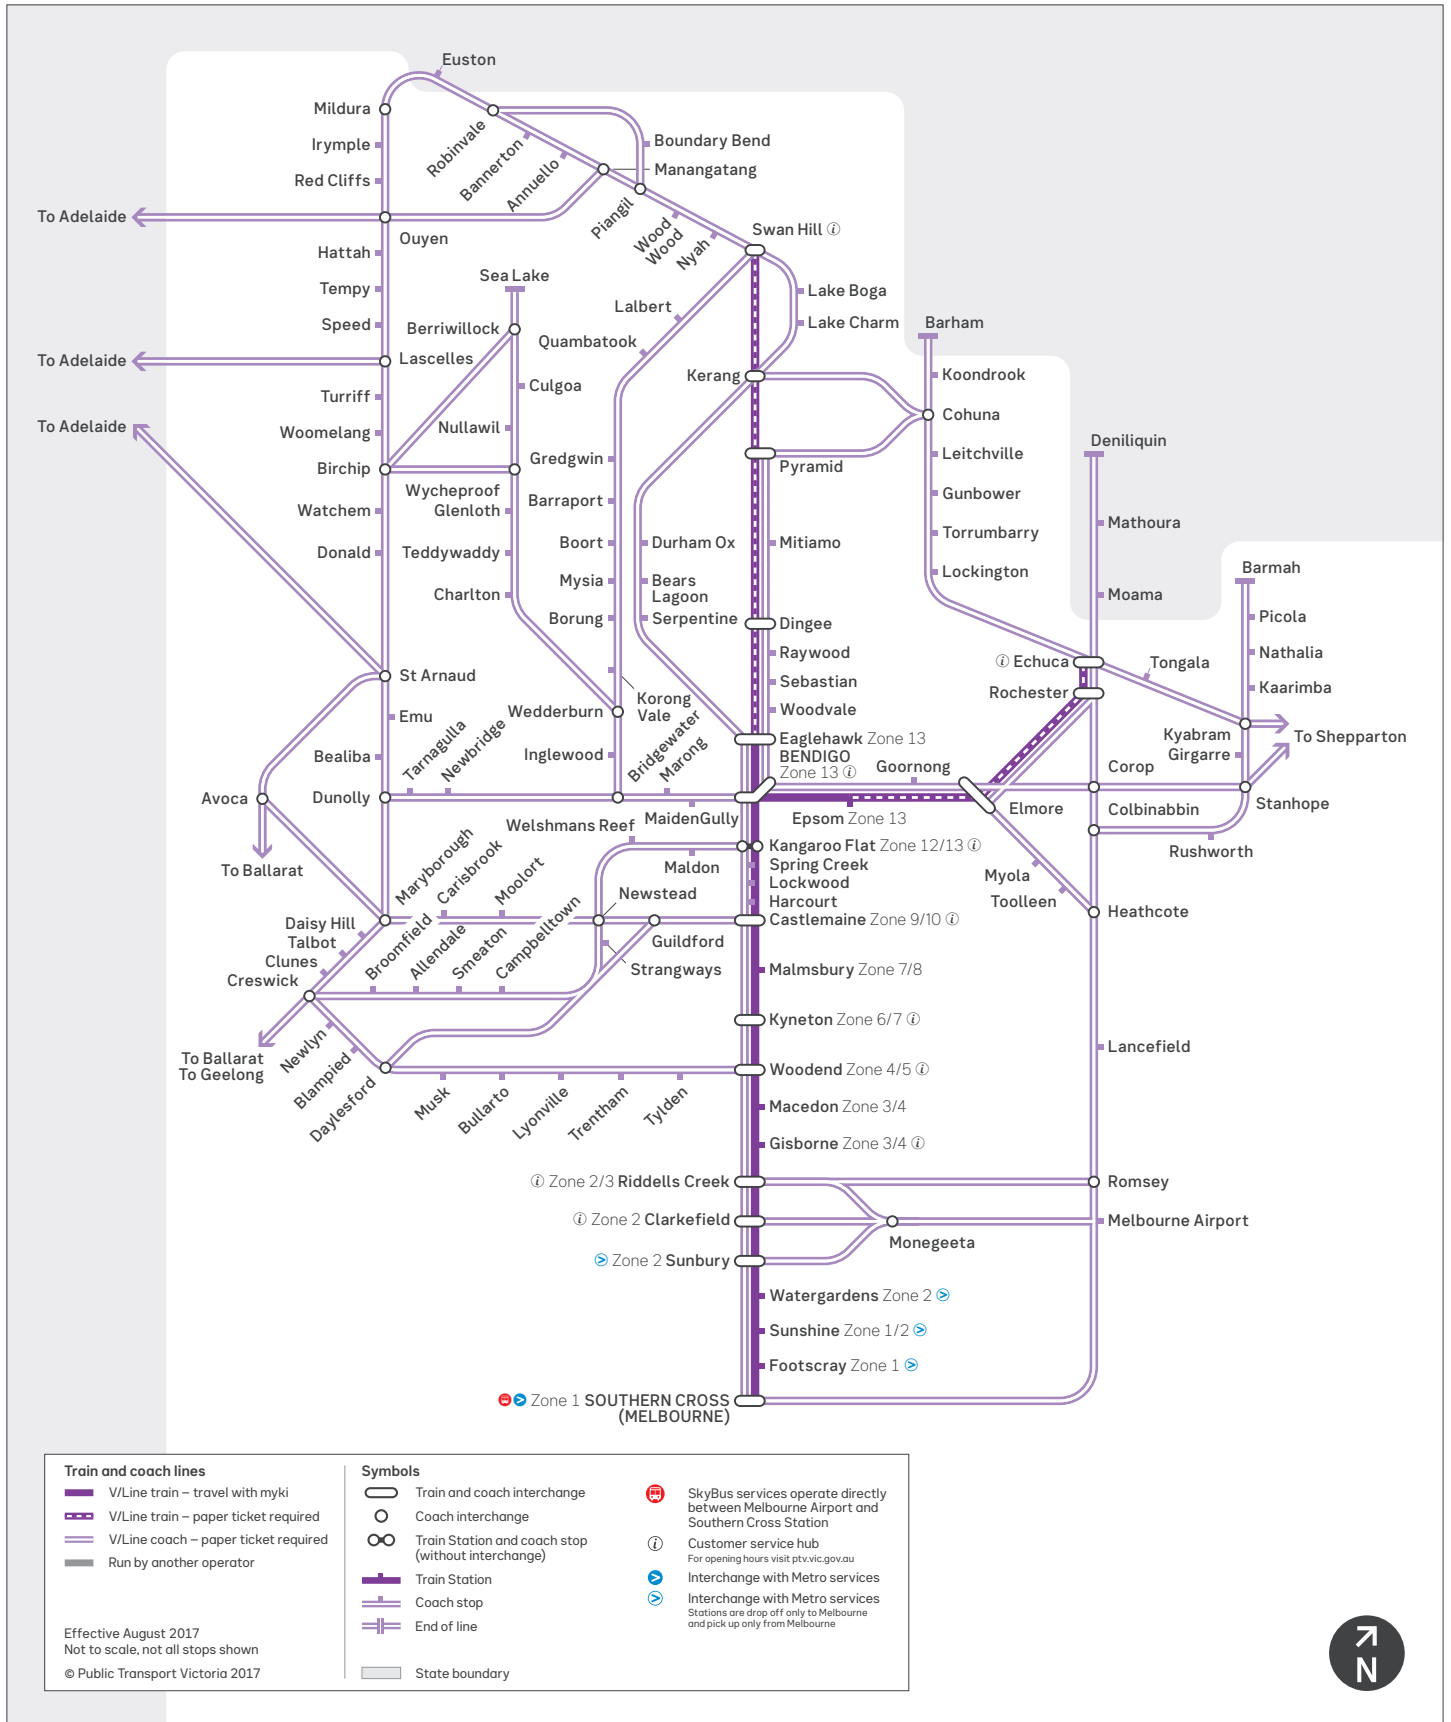 Euston
Mildura
Irymple
Red Cliffs
Robinvale
Bannerton
Annuello
Boundary Bend
Manangatang
Piangil
Wood
Wood
Nyah
To Adelaide
Ouyen
Swan Hill i
Hattah
Tempy
Speed
Sea Lake
Berriwillock
Lalbert
Quambatook
Lake Boga
Lake Charm
Barham
To Adelaide
Lascelles
Kerang
Koondrook
Turriff
Culgoa
Cohuna
To Adelaide
Woomelang
Nullawil
Deniliquin
Birchip
Gredgwin
Pyramid
Leitchville
Wycheproof
Glenloth
Barraport
Gunbower
Watchem
Mathoura
Donald
Teddywaddy
Boort
Durham Ox
Mitiamo
Torrumbarry
Charlton
Mysia
Bears
Lagoon
Lockington
Barmah
Moama
Borung
Serpentine
Dingee
Picola
St Arnaud
Raywood
i Echuca
Tongala
Nathalia
Sebastian
Rochester
Kaarimba
Emu
Wedderburn
Korong
Vale
Woodvale
Kyabram
Girgarre
To Shepparton
Bealiba
Tarnagulla
Newbridge
Inglewood
Bridgewater
Marong
Eaglehawk Zone 13
BENDIGO
Zone 13 i
Goornong
Corop
Avoca
Dunolly
MaidenGully
Epsom Zone 13
Elmore
Colbinabbin
Stanhope
To Ballarat
Welshmans Reef
Maldon
Kangaroo Flat Zone 12/13 i
Spring Creek
Lockwood
Harcourt
Rushworth
Myola
Toolleen
Maryborough
Carisbrook
Moolort
Newstead
Castlemaine Zone 9/10 i
Heathcote
Daisy Hill
Talbot
Clunes
Creswick
Broomfield
Allendale
Smeaton
Campbelltown
Guildford
Strangways
Malmsbury Zone 7/8
Kyneton Zone 6/7 i
To Ballarat
To Geelong
Newlyn
Blampied
Daylesford
Musk
Bullarto
Lyonville
Trentham
Tylden
Woodend Zone 4/5 i
Lancefield
Macedon Zone 3/4
Gisborne Zone 3/4 i
i Zone 2/3 Riddells Creek
Romsey
i Zone 2 Clarkefield
Monegeeta
Melbourne Airport
Zone 2 Sunbury
Watergardens Zone 2
Sunshine Zone 1/2
Footscray Zone 1
Zone 1 SOUTHERN CROSS
(MELBOURNE)
Train and coach lines
V/Line train – travel with myki
V/Line train – paper ticket required
V/Line coach – paper ticket required
Run by another operator
Effective August 2017
Not to scale, not all stops shown
© Public Transport Victoria 2017
Symbols
Train and coach interchange
Coach interchange
Train Station and coach stop
(without interchange)
Train Station
Coach stop
End of line
State boundary
SkyBus services operate directly
between Melbourne Airport and
Southern Cross Station
i Customer service hub
For opening hours visit ptv.vic.gov.au
Interchange with Metro services
Interchange with Metro services
Stations are drop off only to Melbourne
and pick up only from Melbourne
N